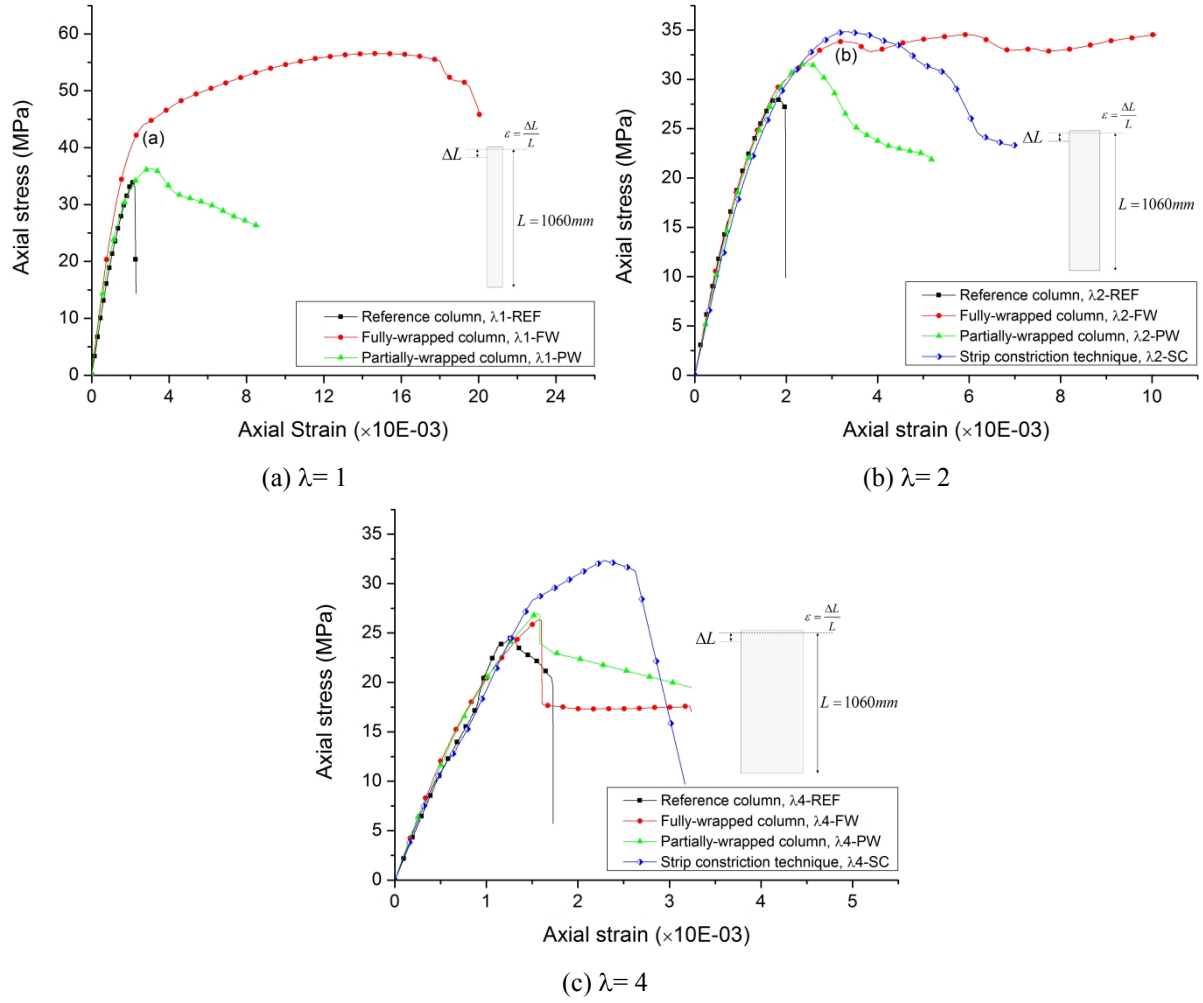 60
50
40
30
20
10
0
Axial stress (MPa)
0 4 8 12 16 20 24
Axial Strain (×10E-03)
(a)
ε = ΔL/L
ΔL
L = 1060mm
Reference column, λ1-REF
Fully-wrapped column, λ1-FW
Partially-wrapped column, λ1-PW
(a) λ= 1
35
30
25
20
15
10
5
0
Axial stress (MPa)
0 2 4 6 8 10
Axial strain (×10E-03)
(b)
ε = ΔL/L
ΔL
L = 1060mm
Reference column, λ2-REF
Fully-wrapped column, λ2-FW
Partially-wrapped column, λ2-PW
Strip constriction technique, λ2-SC
(b) λ= 2
35
30
25
20
15
10
5
0
Axial stress (MPa)
0 1 2 3 4 5
Axial strain (×10E-03)
ε = ΔL/L
ΔL
L = 1060mm
Reference column, λ4-REF
Fully-wrapped column, λ4-FW
Partially-wrapped column, λ4-PW
Strip constriction technique, λ4-SC
(c) λ= 4